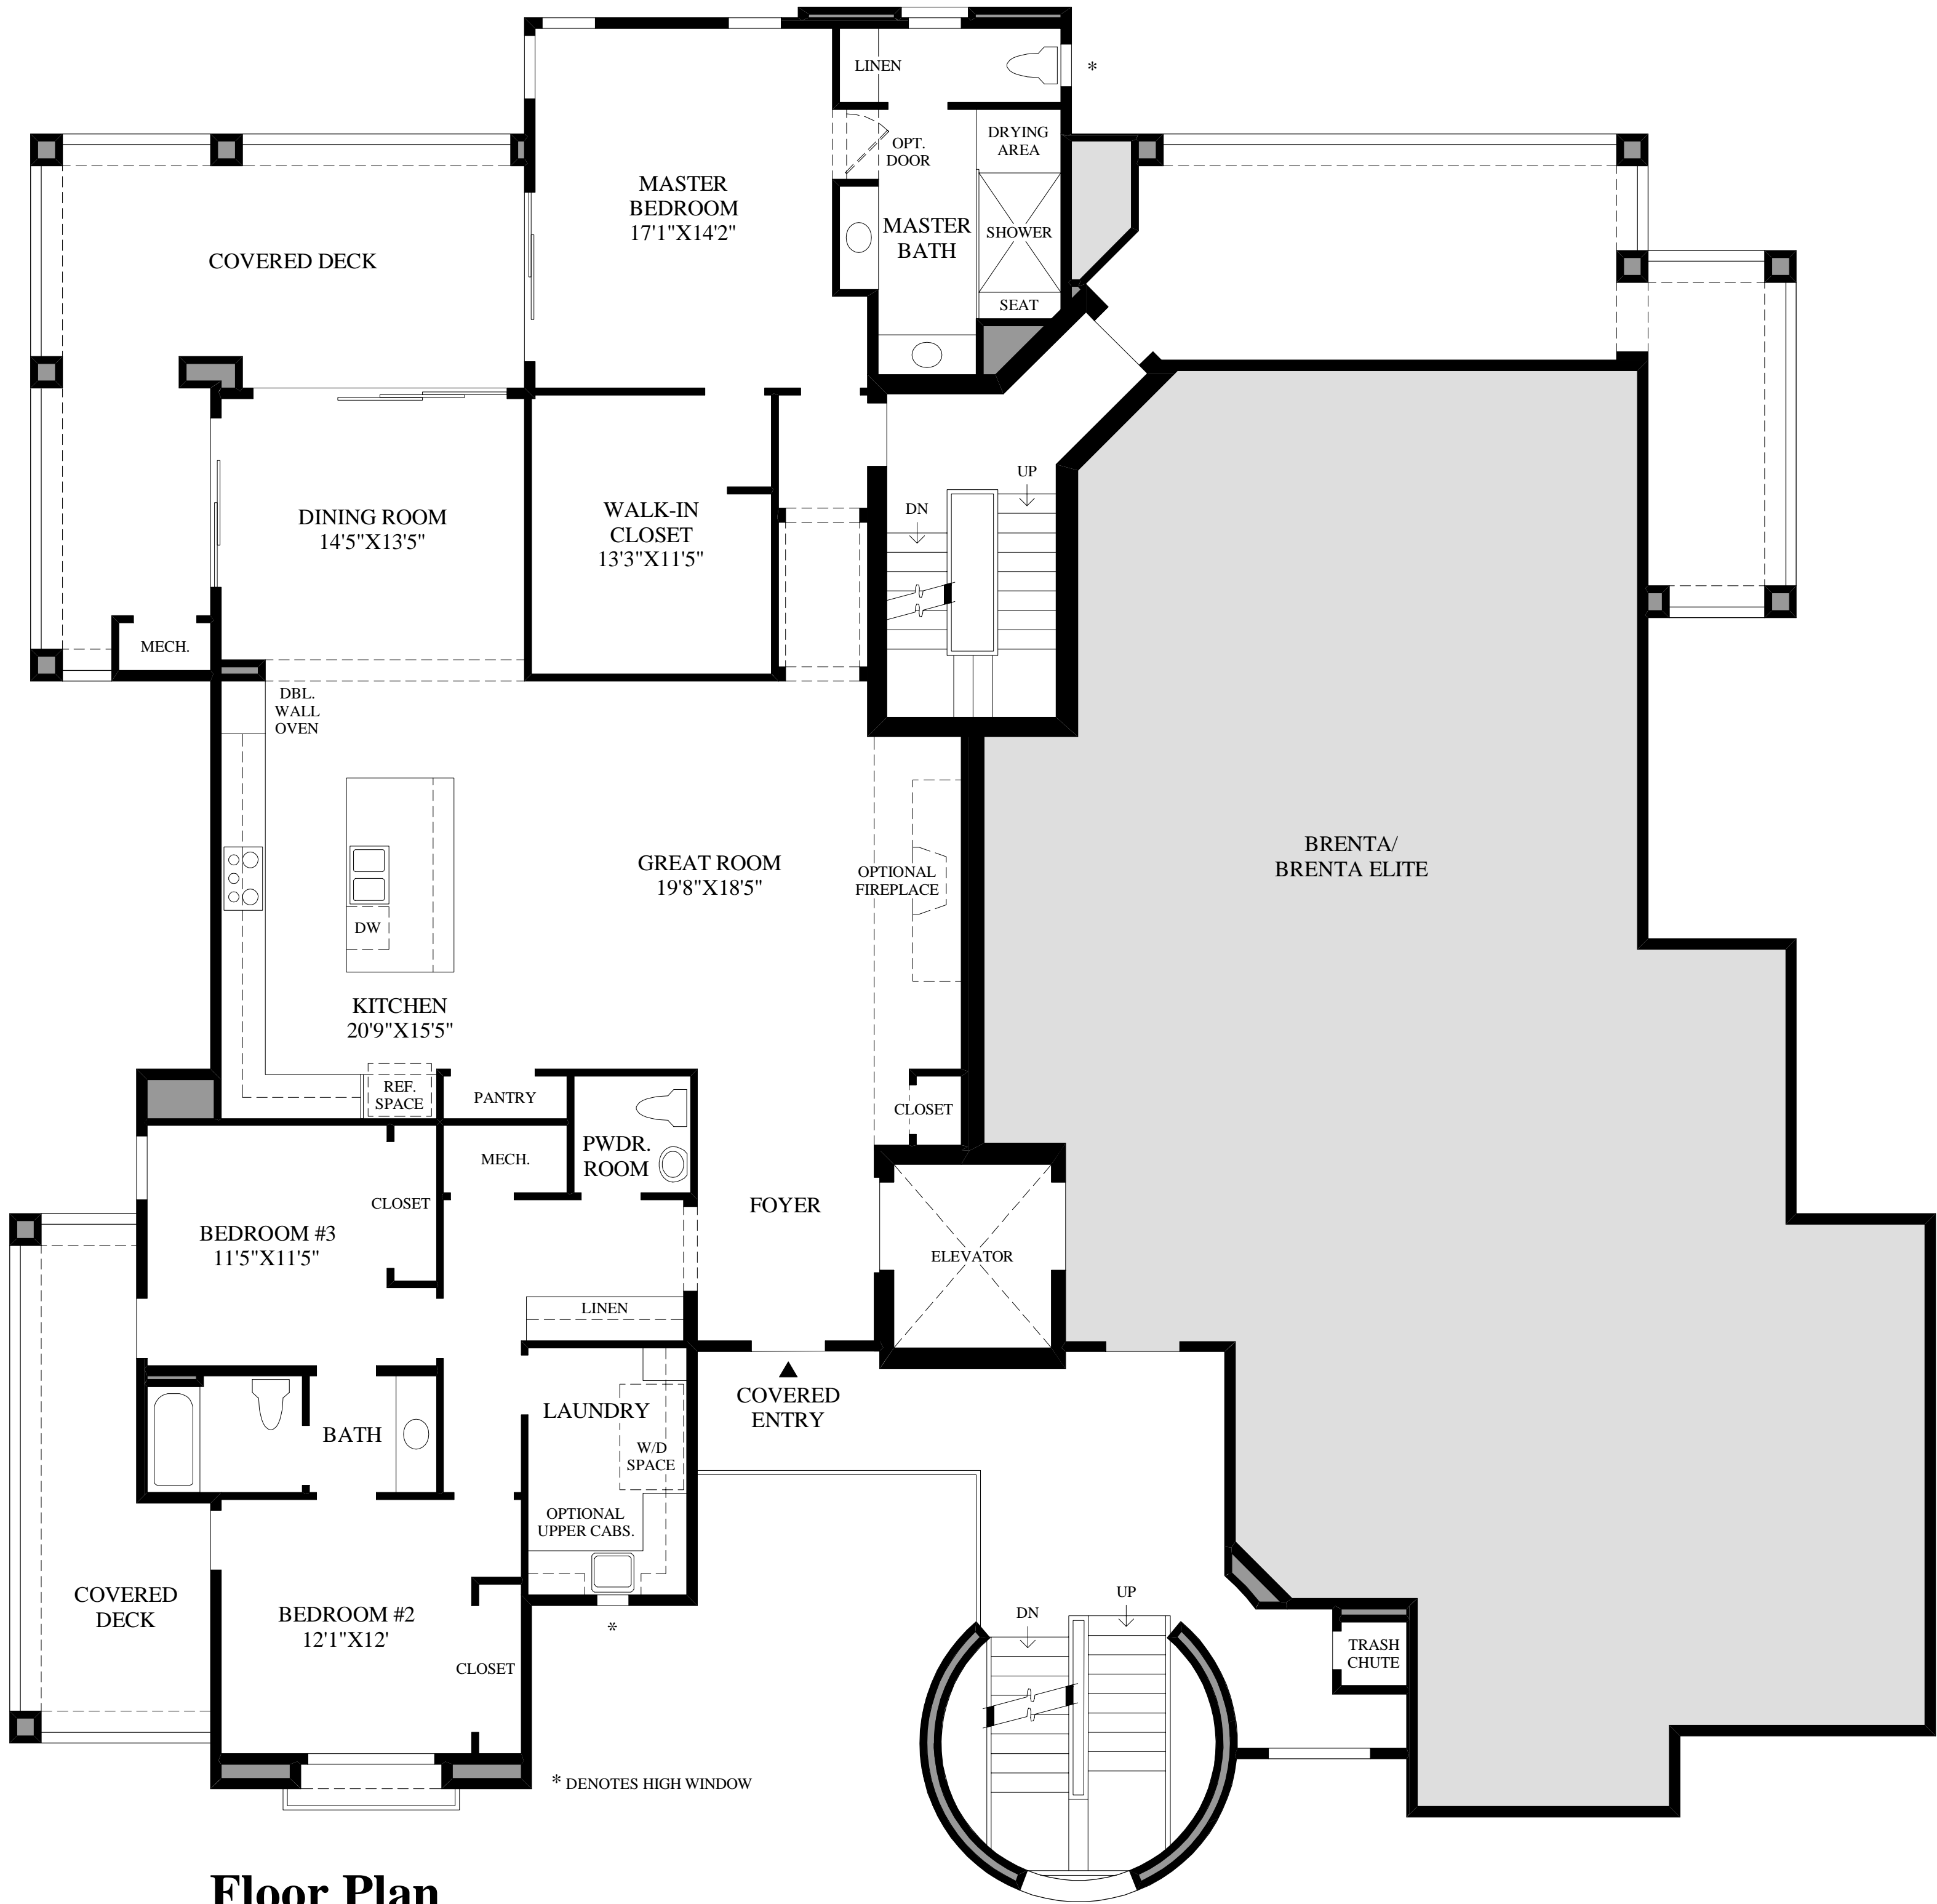 LINEN
*
DRYING
AREA
OPT.
DOOR
MASTER
BEDROOM
17'1"X14'2"
MASTER
BATH
SHOWER
COVERED DECK
SEAT
UP
DN
DINING ROOM
14'5"X13'5"
WALK-IN
CLOSET
13'3"X11'5"
MECH.
DBL.
WALL
OVEN
BRENTA/
BRENTA ELITE
GREAT ROOM
19'8"X18'5"
OPTIONAL
FIREPLACE
DW
KITCHEN
20'9"X15'5"
REF.
SPACE
PANTRY
CLOSET
PWDR.
ROOM
MECH.
CLOSET
FOYER
BEDROOM #3
11'5"X11'5"
ELEVATOR
LINEN
COVERED
ENTRY
LAUNDRY
BATH
W/D
SPACE
OPTIONAL
UPPER CABS.
COVERED
DECK
BEDROOM #2
12'1"X12'
*
UP
DN
TRASH
CHUTE
CLOSET
* DENOTES HIGH WINDOW
Floor Plan